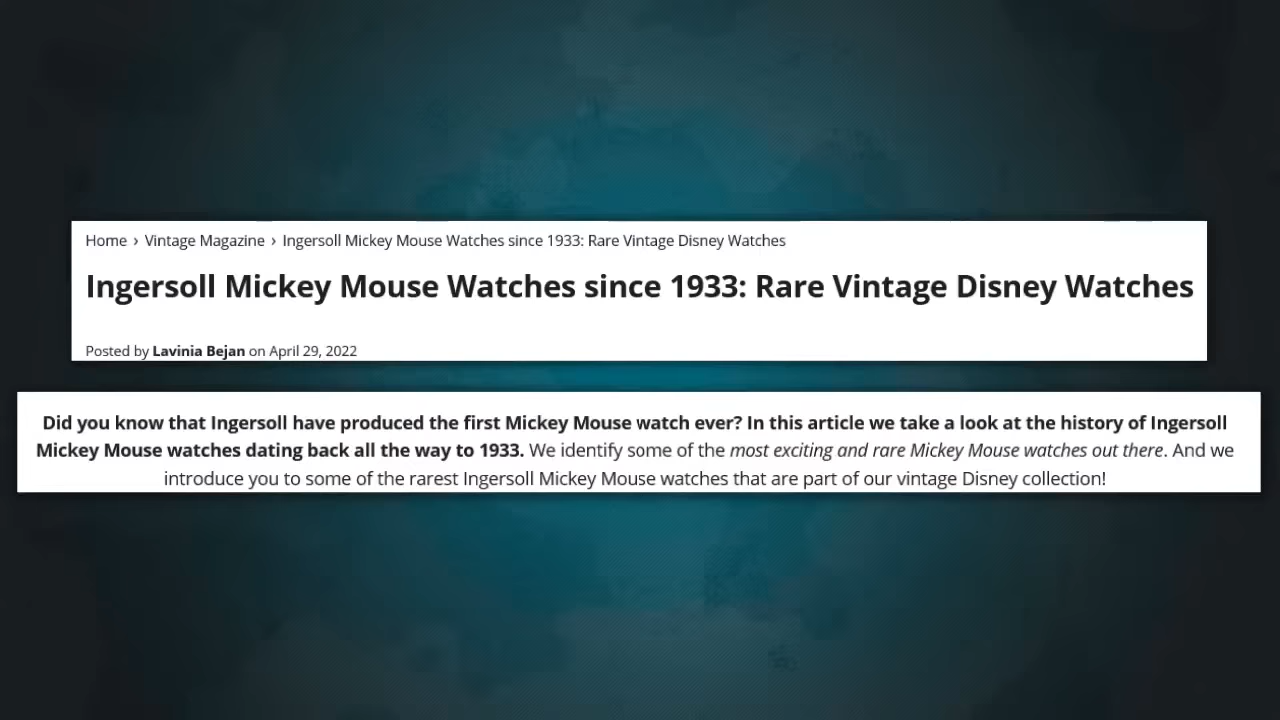 Home › Vintage Magazine › Ingersoll Mickey Mouse Watches since 1933: Rare Vintage Disney Watches
Ingersoll Mickey Mouse Watches since 1933: Rare Vintage Disney Watches
Posted by Lavinia Bejan on April 29, 2022
Did you know that Ingersoll have produced the first Mickey Mouse watch ever? In this article we take a look at the history of Ingersoll
Mickey Mouse watches dating back all the way to 1933. We identify some of the most exciting and rare Mickey Mouse watches out there. And we
introduce you to some of the rarest Ingersoll Mickey Mouse watches that are part of our vintage Disney collection!